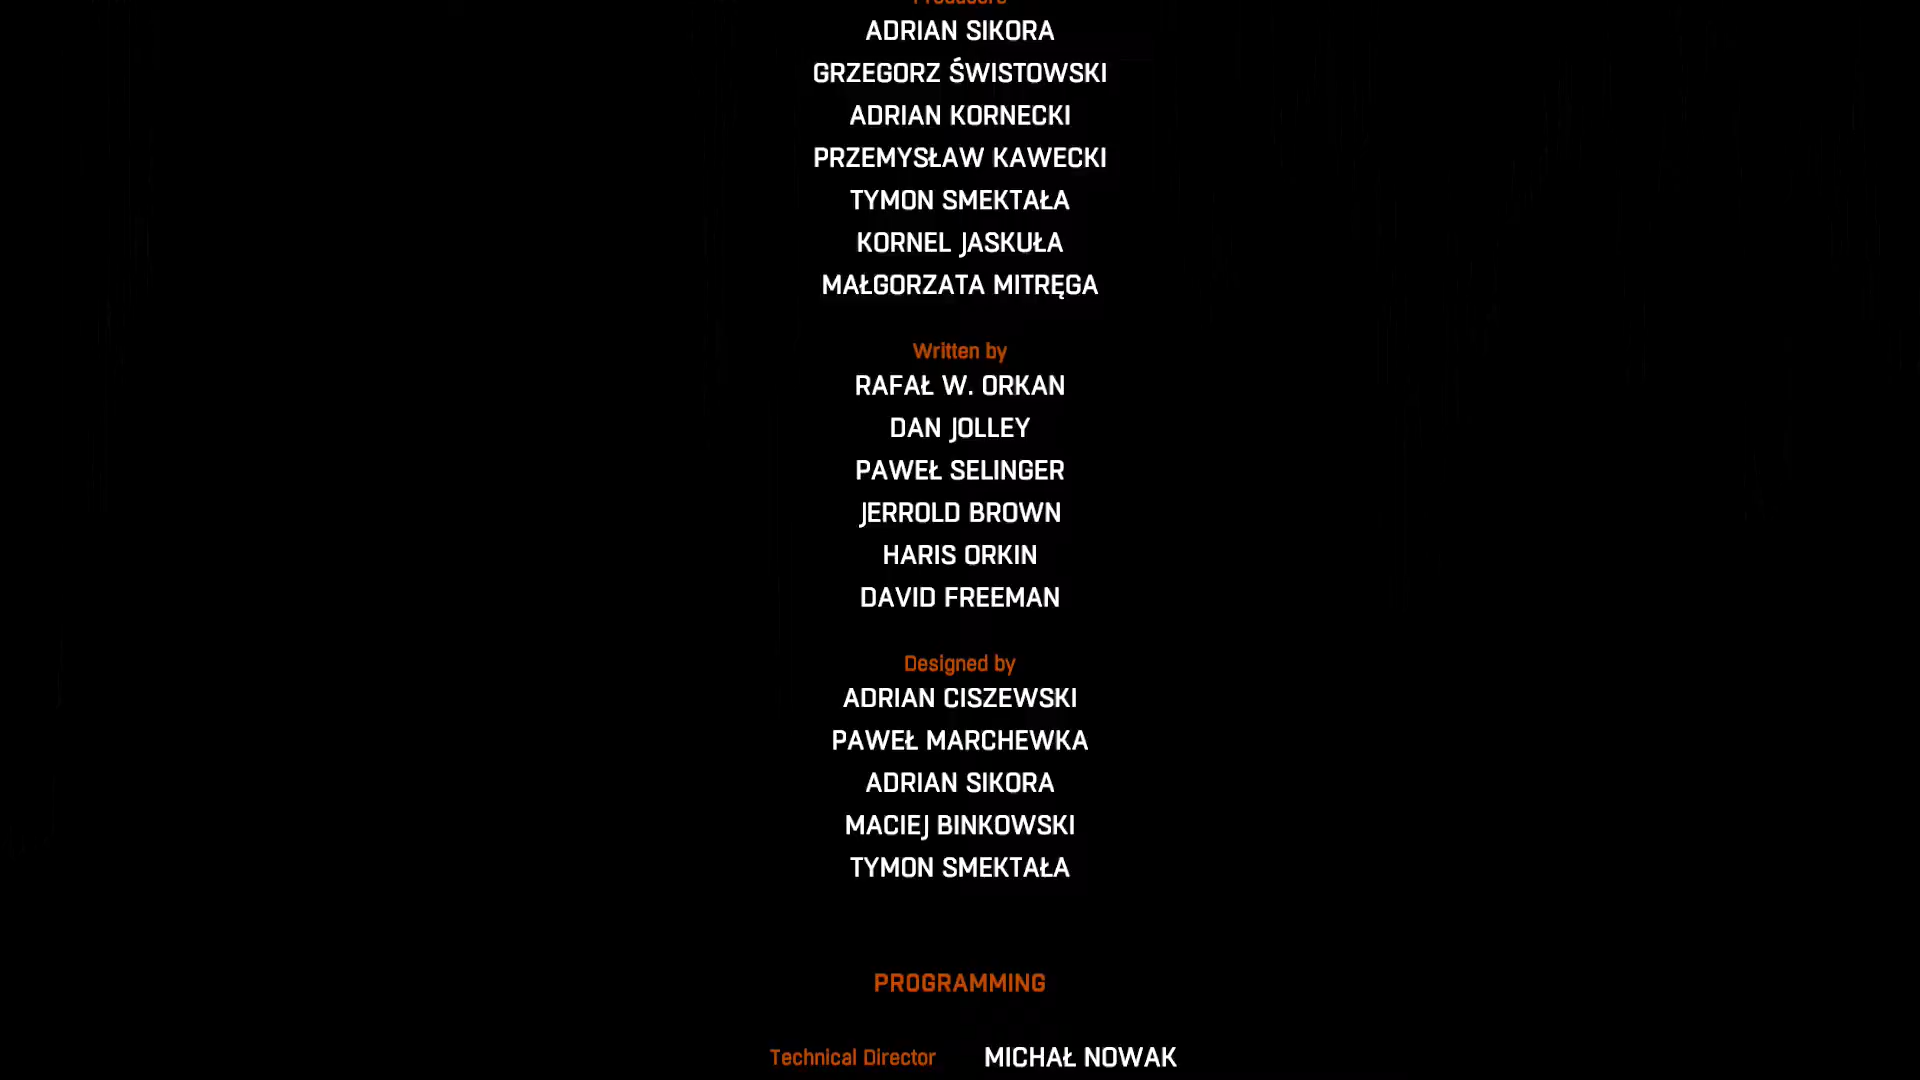 Producers
ADRIAN SIKORA
GRZEGORZ ŚWISTOWSKI
ADRIAN KORNECKI
PRZEMYSŁAW KAWECKI
TYMON SMEKTAŁA
KORNEL JASKUŁA
MAŁGORZATA MITRĘGA
Written by
RAFAŁ W. ORKAN
DAN JOLLEY
PAWEŁ SELINGER
JERROLD BROWN
HARIS ORKIN
DAVID FREEMAN
Designed by
ADRIAN CISZEWSKI
PAWEŁ MARCHEWKA
ADRIAN SIKORA
MACIEJ BINKOWSKI
TYMON SMEKTAŁA
PROGRAMMING
Technical Director MICHAŁ NOWAK